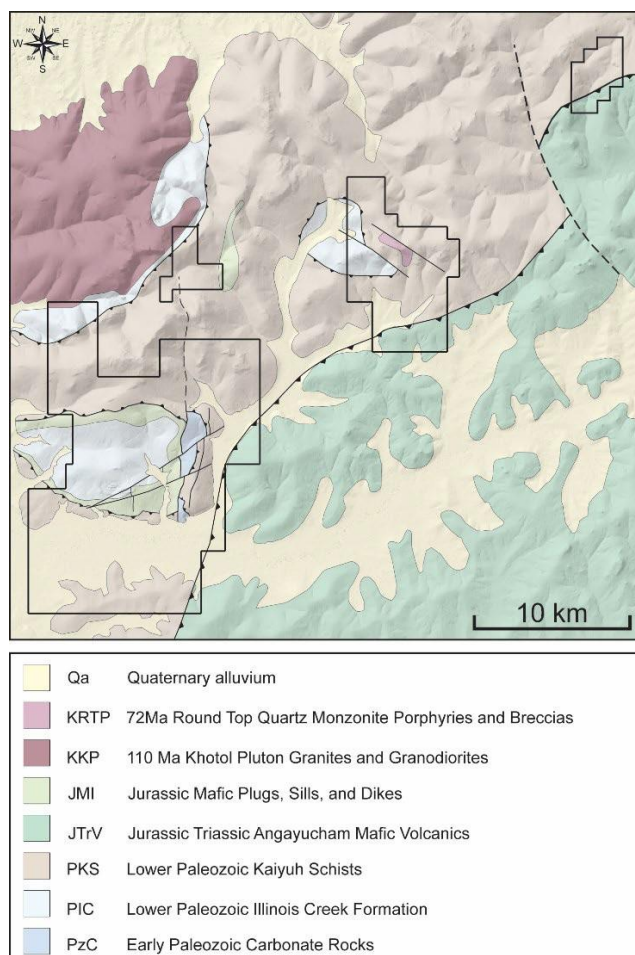 N
NW NE
W E
SW SE
S
10 km
Qa Quaternary alluvium
KRTP 72Ma Round Top Quartz Monzonite Porphyries and Breccias
KKP 110 Ma Khotol Pluton Granites and Granodiorites
JMI Jurassic Mafic Plugs, Sills, and Dikes
JTrV Jurassic Triassic Angayucham Mafic Volcanics
PKS Lower Paleozoic Kaiyuh Schists
PIC Lower Paleozoic Illinois Creek Formation
PzC Early Paleozoic Carbonate Rocks